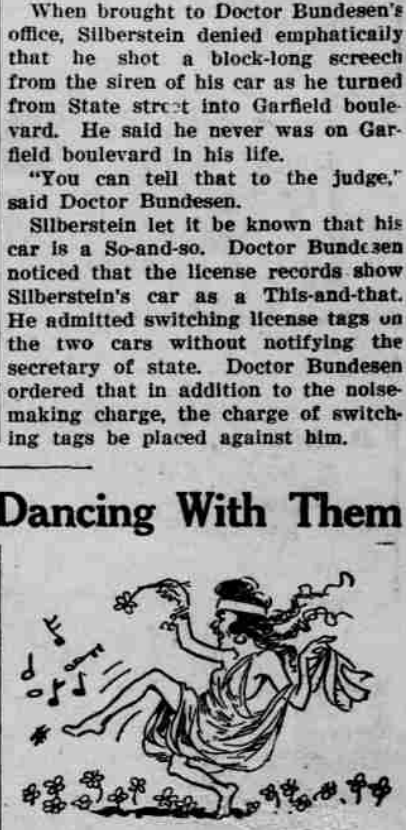 When brought to Doctor Bundesen's
office, Silberstein denied emphatically
that he shot a block-long screech
from the siren of his car as he turned
from State street into Garfield boule-
vard. He said he never was on Gar-
field boulevard in his life.
"You can tell that to the judge,"
said Doctor Bundesen.
Silberstein let it be known that his
car is a So-and-so. Doctor Bundesen
noticed that the license records show
Silberstein's car as a This-and-that.
He admitted switching license tags on
the two cars without notifying the
secretary of state. Doctor Bundesen
ordered that in addition to the noise-
making charge, the charge of switch-
ing tags be placed against him.
Dancing With Them